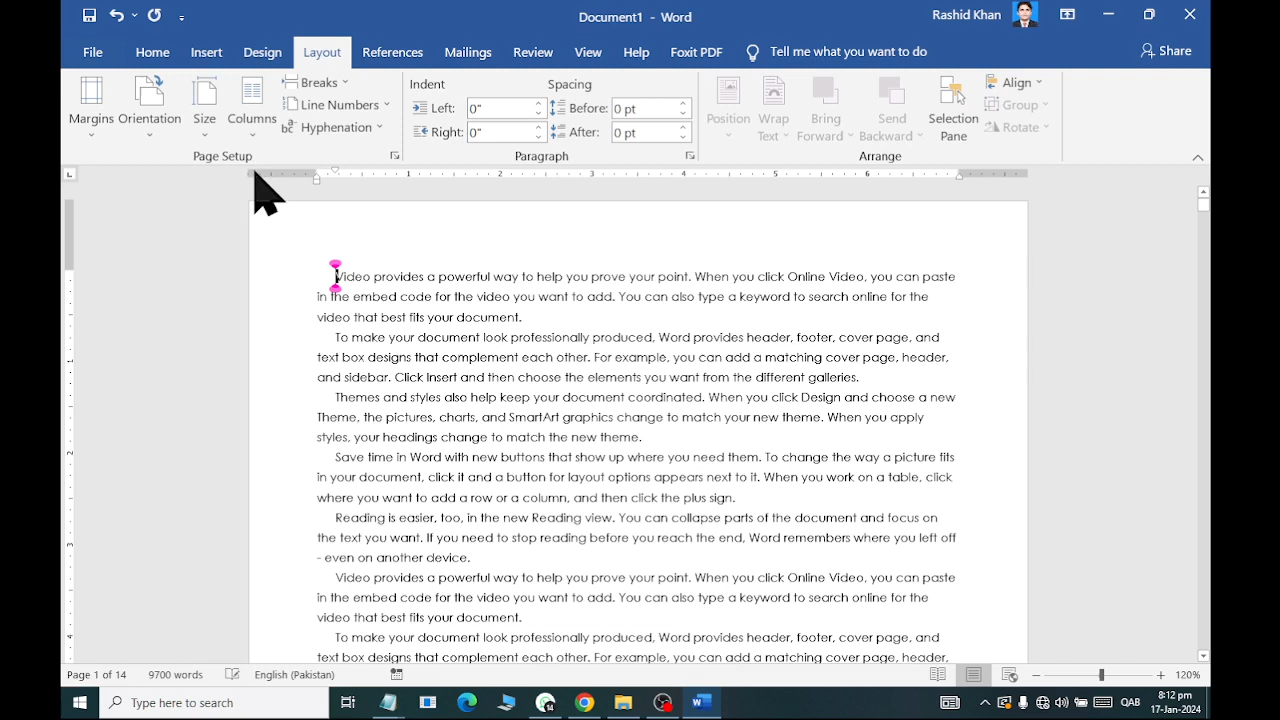 Document1 - Word
Rashid Khan
File Home Insert Design Layout References Mailings Review View Help Foxit PDF Tell me what you want to do Share
Margins Orientation Size Columns
Breaks
Line Numbers
Hyphenation
Page Setup
Indent
Left: 0"
Right: 0"
Spacing
Before: 0 pt
After: 0 pt
Paragraph
Position
Wrap Text
Bring Forward
Send Backward
Selection Pane
Align
Group
Rotate
Arrange
1 2 3 4 5 6
Video provides a powerful way to help you prove your point. When you click Online Video, you can paste
in the embed code for the video you want to add. You can also type a keyword to search online for the
video that best fits your document.
To make your document look professionally produced, Word provides header, footer, cover page, and
text box designs that complement each other. For example, you can add a matching cover page, header,
and sidebar. Click Insert and then choose the elements you want from the different galleries.
Themes and styles also help keep your document coordinated. When you click Design and choose a new
Theme, the pictures, charts, and SmartArt graphics change to match your new theme. When you apply
styles, your headings change to match the new theme.
Save time in Word with new buttons that show up where you need them. To change the way a picture fits
in your document, click it and a button for layout options appears next to it. When you work on a table, click
where you want to add a row or a column, and then click the plus sign.
Reading is easier, too, in the new Reading view. You can collapse parts of the document and focus on
the text you want. If you need to stop reading before you reach the end, Word remembers where you left off
- even on another device.
Video provides a powerful way to help you prove your point. When you click Online Video, you can paste
in the embed code for the video you want to add. You can also type a keyword to search online for the
video that best fits your document.
To make your document look professionally produced, Word provides header, footer, cover page, and
text box designs that complement each other. For example, you can add a matching cover page, header,
1
2
3
4
Page 1 of 14 9700 words English (Pakistan) 120%
Type here to search
14
QAB
8:12 pm
17-Jan-2024